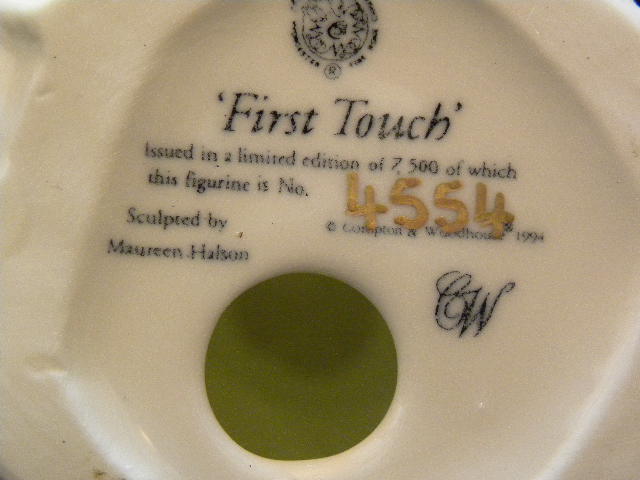 ®
'First Touch'
Issued in a limited edition of 7,500 of which
this figurine is No. 4554
© Compton & Woodhouse® 1994
Sculpted by
Maureen Halson
CW